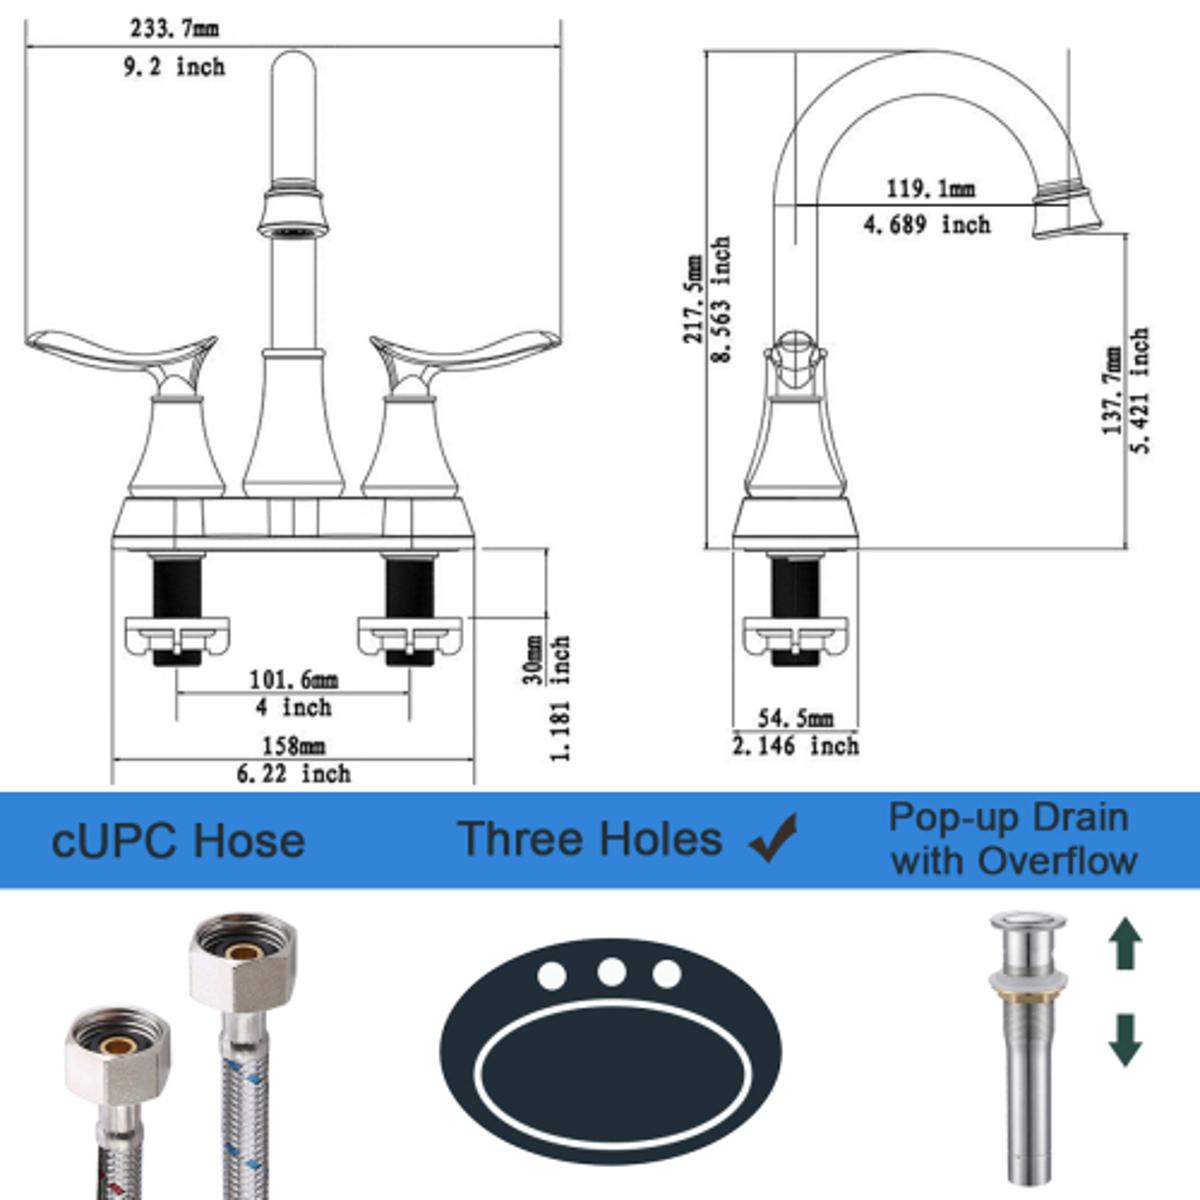 233.7mm
9.2 inch
119.1mm
4.689 inch
217.5mm
8.563 inch
137.7mm
5.421 inch
30mm
1.181 inch
101.6mm
4 inch
158mm
6.22 inch
54.5mm
2.146 inch
cUPC Hose
Three Holes
Pop-up Drain
with Overflow